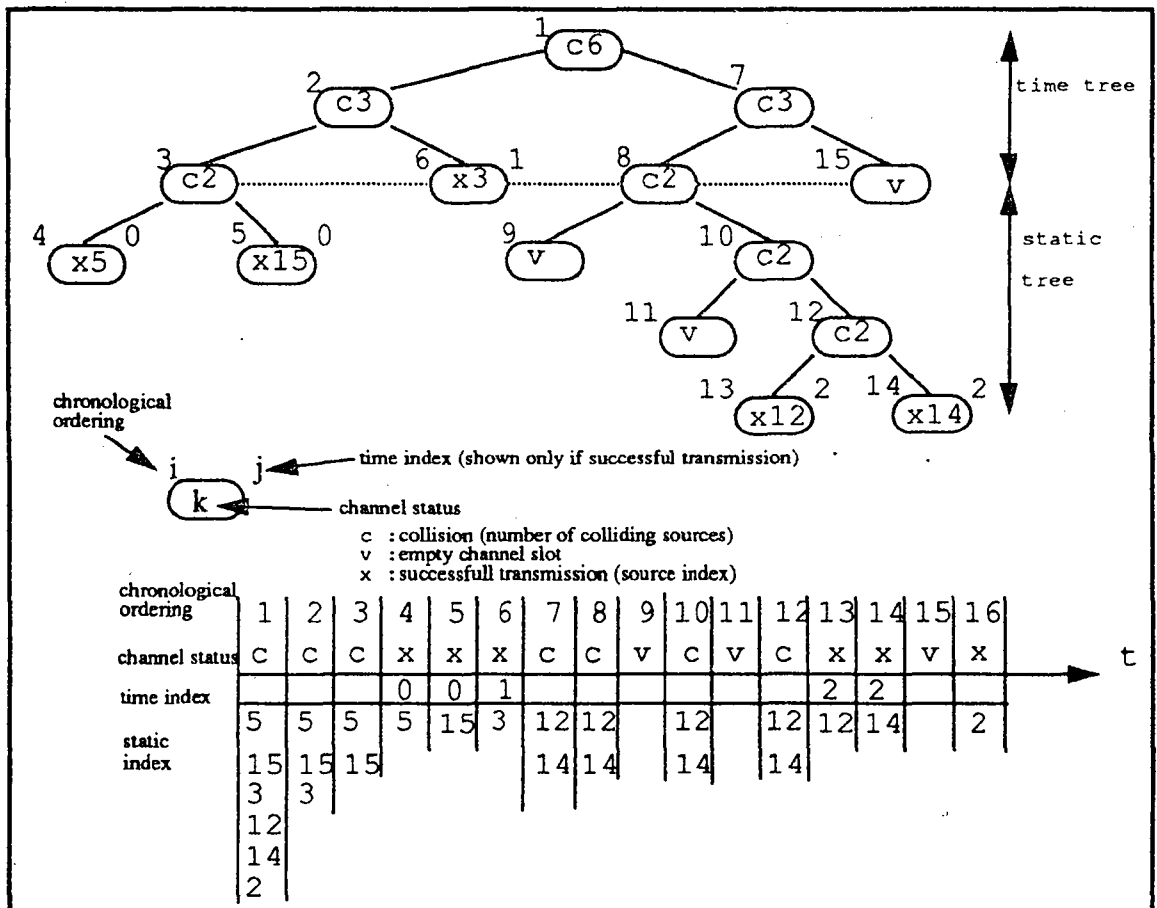 1
c6
time tree
2
c3
7
c3
3
c2
6
x3
1
8
c2
15
v
static
tree
4
x5
0
5
x15
0
9
v
10
c2
11
v
12
c2
13
x12
2
14
x14
2
chronological
ordering
i
j
time index (shown only if successful transmission)
k
channel status
c : collision (number of colliding sources)
v : empty channel slot
x : successfull transmission (source index)
chronological
ordering 1 2 3 4 5 6 7 8 9 10 11 12 13 14 15 16
channel status c c c x x x c c v c v c x x v x t
time index 0 0 1 2 2
static
index
5 5 5 5 15 3 12 12 12 12 12 14 2
15 15 15 14 14 14 14
3 3
12
14
2